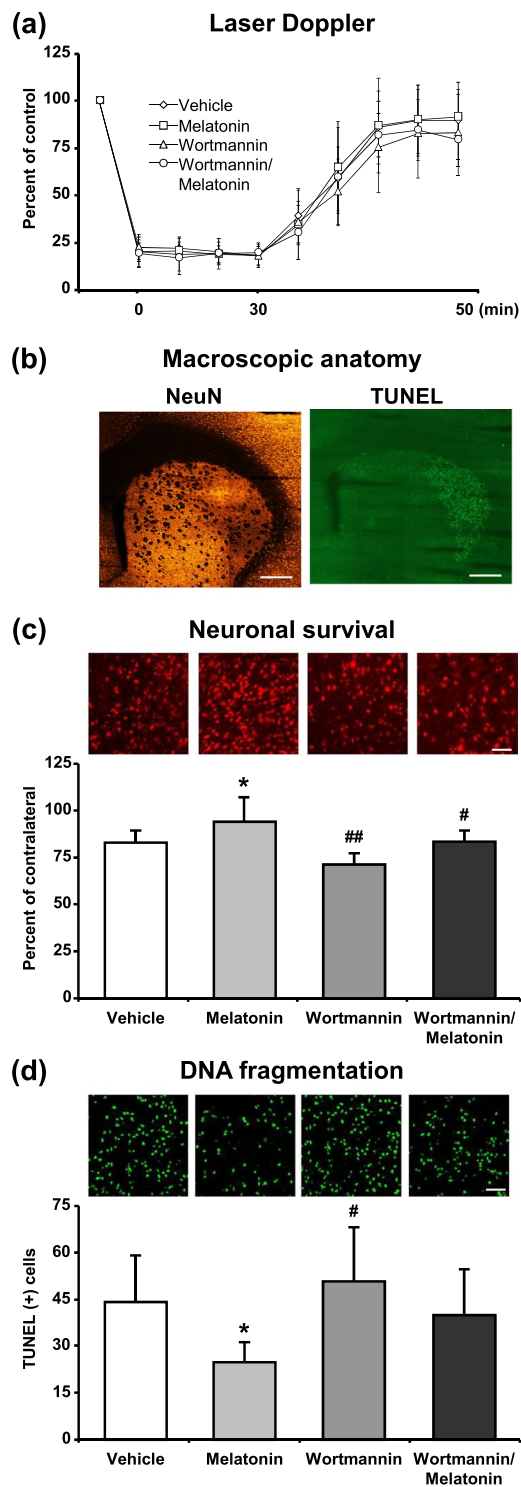 (a) Laser Doppler
125
100
75
50
25
0
Percent of control
Vehicle
Melatonin
Wortmannin
Wortmannin/
Melatonin
0 30 50 (min)
(b) Macroscopic anatomy
NeuN TUNEL
(c) Neuronal survival
125
100
75
50
25
0
Percent of contralateral
*
##
#
Vehicle Melatonin Wortmannin Wortmannin/
Melatonin
(d) DNA fragmentation
75
60
45
30
15
0
TUNEL (+) cells
*
#
Vehicle Melatonin Wortmannin Wortmannin/
Melatonin